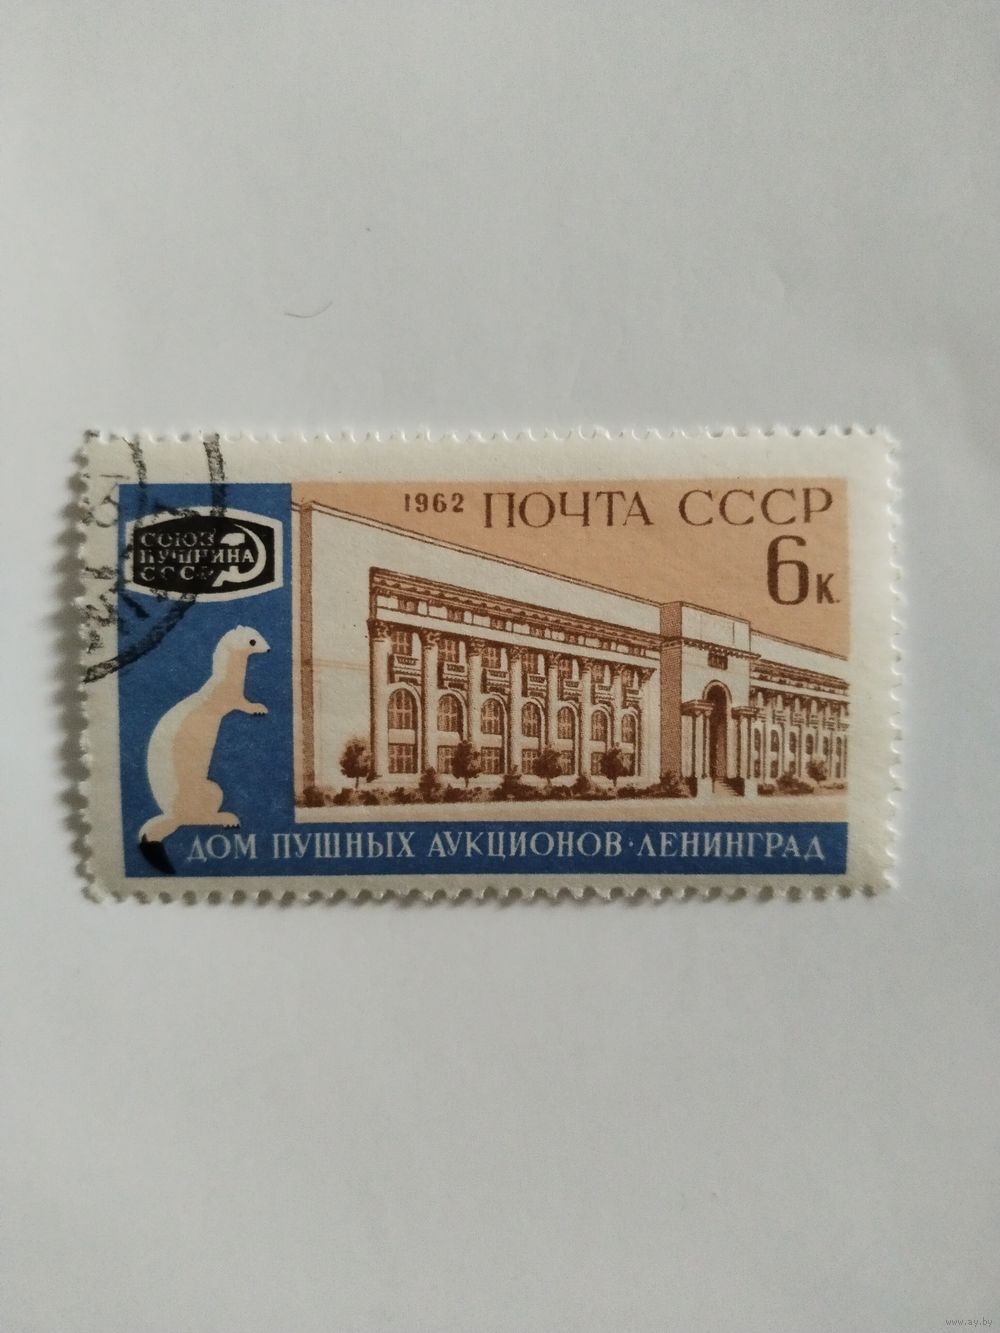 1962 ПОЧТА СССР
6к.
СОЮЗ
ПУШНИНА
СССР
ДОМ ПУШНЫХ АУКЦИОНОВ·ЛЕНИНГРАД
www.ay.by